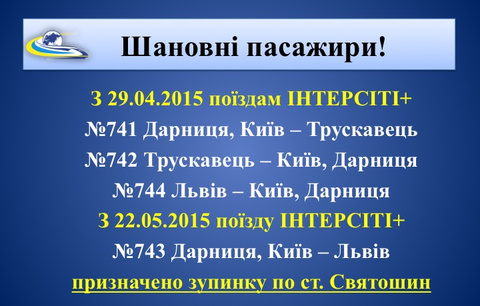 Шановні пасажири!
З 29.04.2015 поїздам ІНТЕРСІТІ+
№741 Дарниця, Київ – Трускавець
№742 Трускавець – Київ, Дарниця
№744 Львів – Київ, Дарниця
З 22.05.2015 поїзду ІНТЕРСІТІ+
№743 Дарниця, Київ – Львів
призначено зупинку по ст. Святошин